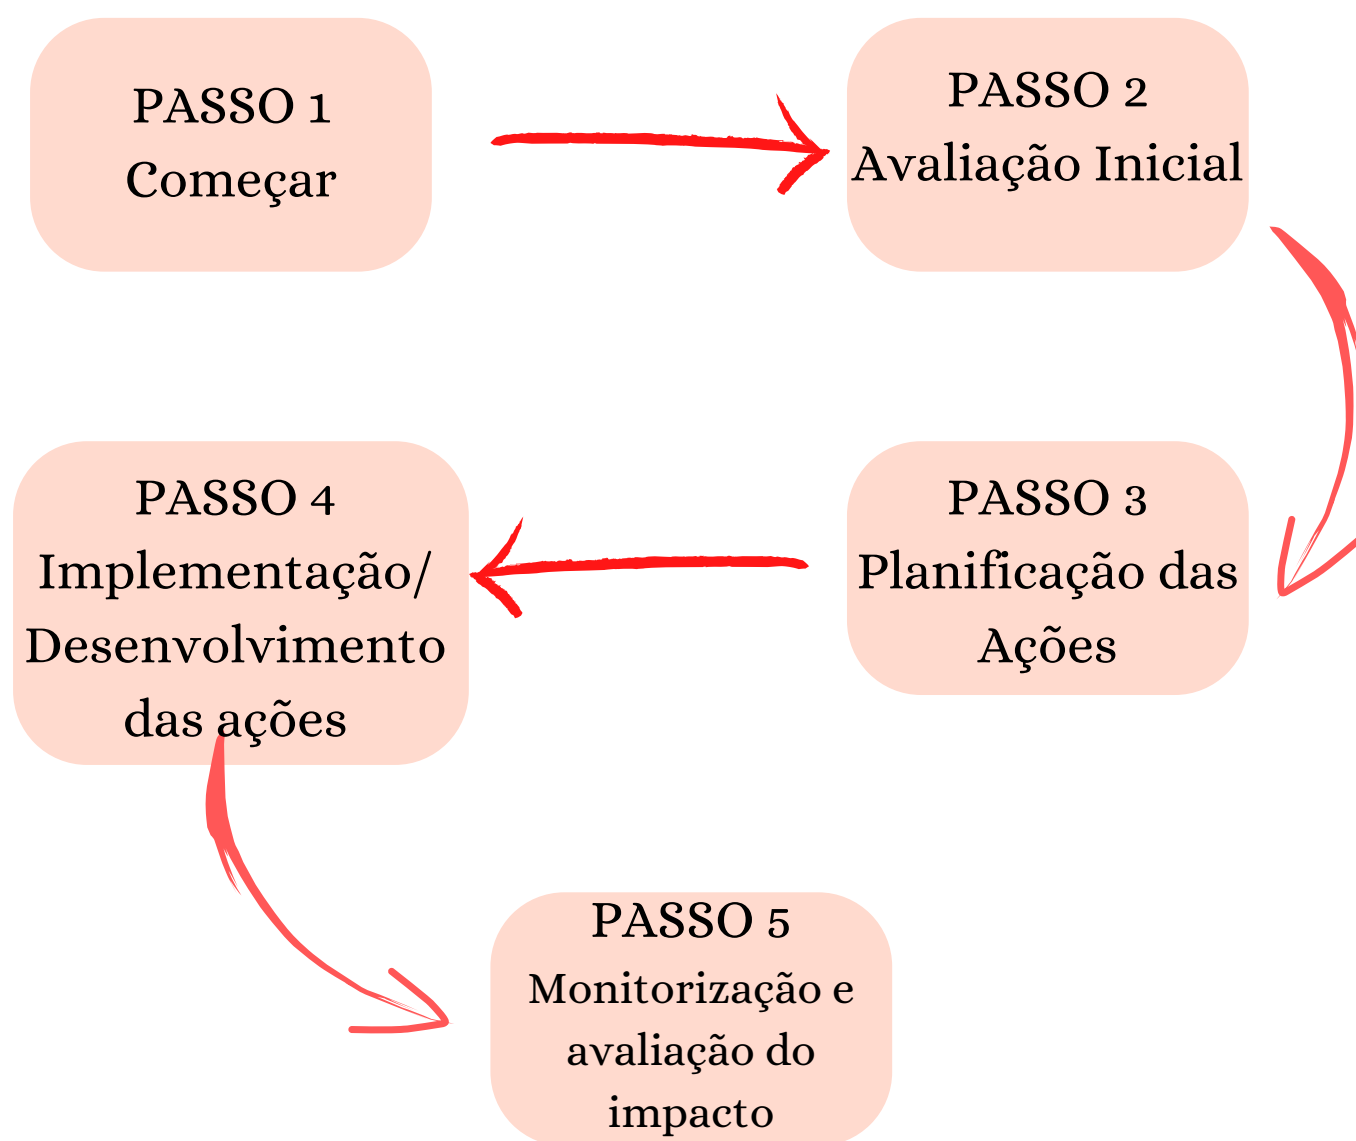 PASSO 1
Começar
PASSO 2
Avaliação Inicial
PASSO 3
Planificação das
Ações
PASSO 4
Implementação/
Desenvolvimento
das ações
PASSO 5
Monitorização e
avaliação do
impacto